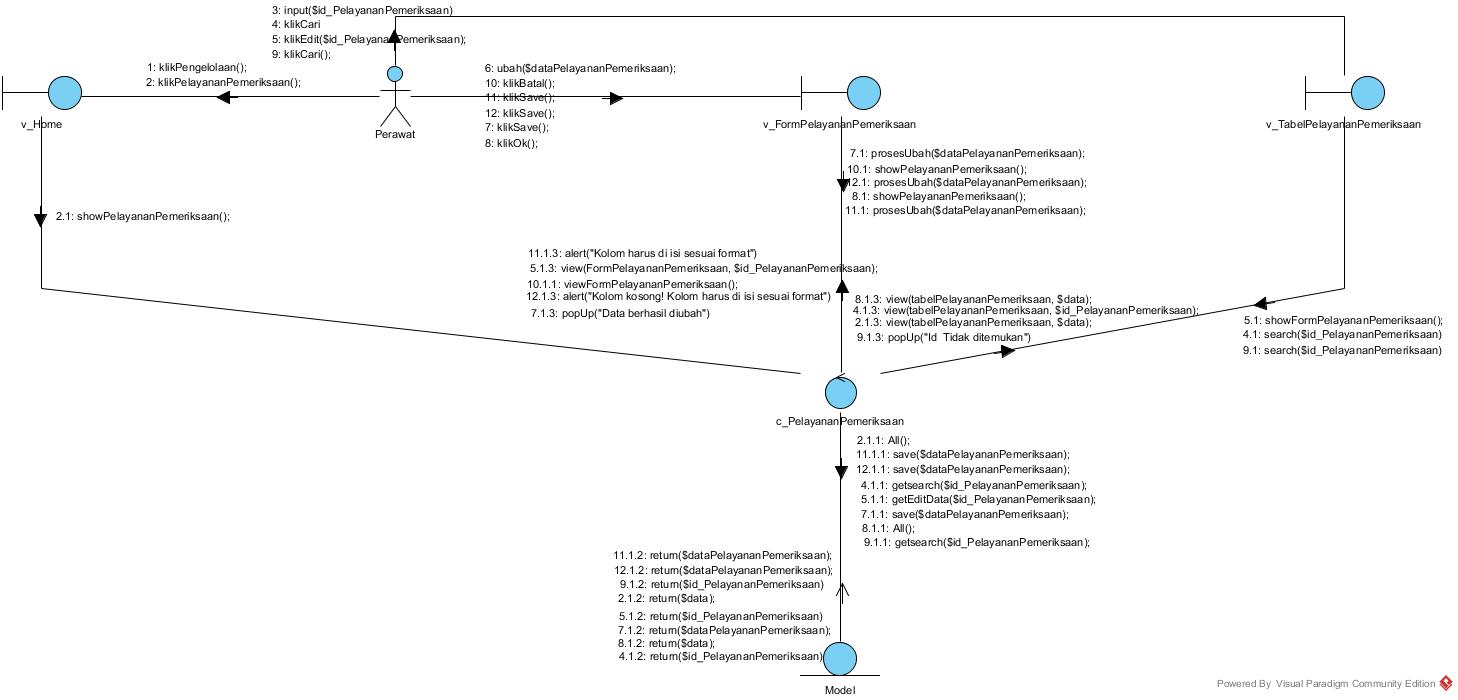 3: input($id_PelayananPemeriksaan)
4: klikCari
5: klikEdit($id_PelayananPemeriksaan);
9: klikCari();
1: klikPengelolaan();
2: klikPelayananPemeriksaan();
6: ubah($dataPelayananPemeriksaan);
10: klikBatal();
11: klikSave();
12: klikSave();
7: klikSave();
8: klikOk();
v_Home
Perawat
v_FormPelayananPemeriksaan
v_TabelPelayananPemeriksaan
7.1: prosesUbah($dataPelayananPemeriksaan);
10.1: showPelayananPemeriksaan();
12.1: prosesUbah($dataPelayananPemeriksaan);
8.1: showPelayananPemeriksaan();
11.1: prosesUbah($dataPelayananPemeriksaan);
2.1: showPelayananPemeriksaan();
11.1.3: alert("Kolom harus di isi sesuai format")
5.1.3: view(FormPelayananPemeriksaan, $id_PelayananPemeriksaan);
10.1.1: viewFormPelayananPemeriksaan();
12.1.3: alert("Kolom kosong! Kolom harus di isi sesuai format")
7.1.3: popUp("Data berhasil diubah")
8.1.3: view(tabelPelayananPemeriksaan, $data);
4.1.3: view(tabelPelayananPemeriksaan, $id_PelayananPemeriksaan);
2.1.3: view(tabelPelayananPemeriksaan, $data);
9.1.3: popUp("Id Tidak ditemukan")
5.1: showFormPelayananPemeriksaan();
4.1: search($id_PelayananPemeriksaan)
9.1: search($id_PelayananPemeriksaan)
c_PelayananPemeriksaan
2.1.1: All();
11.1.1: save($dataPelayananPemeriksaan);
12.1.1: save($dataPelayananPemeriksaan);
4.1.1: getsearch($id_PelayananPemeriksaan);
5.1.1: getEditData($id_PelayananPemeriksaan);
7.1.1: save($dataPelayananPemeriksaan);
8.1.1: All();
9.1.1: getsearch($id_PelayananPemeriksaan);
11.1.2: return($dataPelayananPemeriksaan);
12.1.2: return($dataPelayananPemeriksaan);
9.1.2: return($id_PelayananPemeriksaan)
2.1.2: return($data);
5.1.2: return($id_PelayananPemeriksaan)
7.1.2: return($dataPelayananPemeriksaan);
8.1.2: return($data);
4.1.2: return($id_PelayananPemeriksaan)
Model
Powered By Visual Paradigm Community Edition